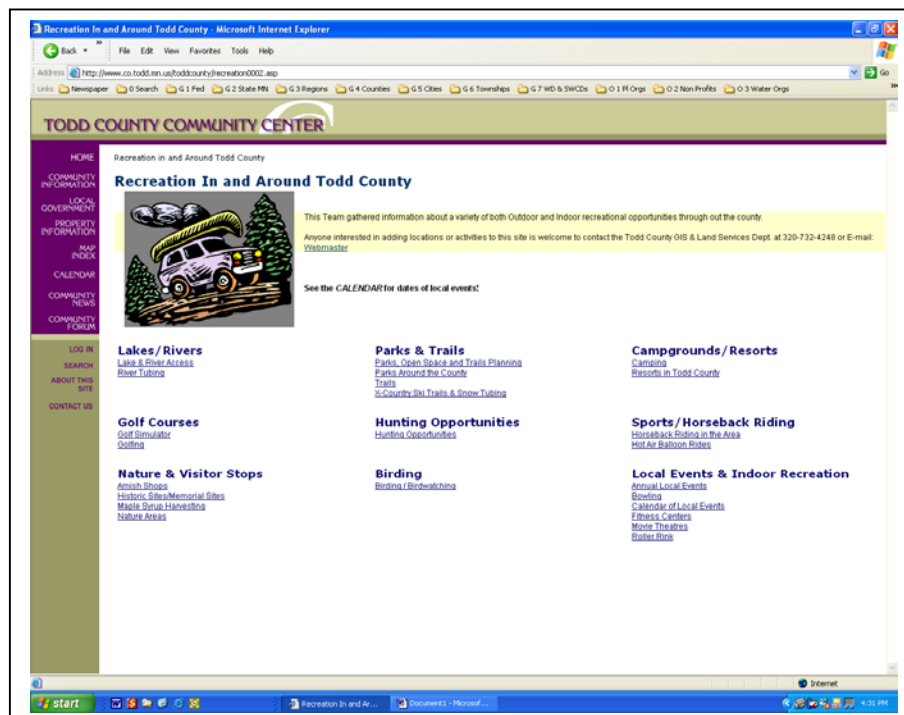 Recreation In and Around Todd County - Microsoft Internet Explorer
Back
File Edit View Favorites Tools Help
Address http://www.co.todd.mn.us/toddcounty/recreation0002.asp
Go
Links Newspaper 0 Search G 1 Fed G 2 State MN G 3 Regions G 4 Counties G 5 Cities G 6 Townships G 7 WD & SWCDs O 1 Pl Orgs O 2 Non Profits O 3 Water Orgs
TODD COUNTY COMMUNITY CENTER
HOME
COMMUNITY
INFORMATION
LOCAL
GOVERNMENT
PROPERTY
INFORMATION
MAP
INDEX
CALENDAR
COMMUNITY
NEWS
COMMUNITY
FORUM
LOG IN
SEARCH
ABOUT THIS
SITE
CONTACT US
Recreation in and Around Todd County
Recreation In and Around Todd County
This Team gathered information about a variety of both Outdoor and Indoor recreational opportunities through out the county.
Anyone interested in adding locations or activities to this site is welcome to contact the Todd County GIS & Land Services Dept. at 320-732-4248 or E-mail:
Webmaster
See the CALENDAR for dates of local events!
Lakes/Rivers
Lake & River Access
River Tubing
Parks & Trails
Parks, Open Space and Trails Planning
Parks Around the County
Trails
X-Country Ski Trails & Snow Tubing
Campgrounds/Resorts
Camping
Resorts in Todd County
Golf Courses
Golf Simulator
Golfing
Hunting Opportunities
Hunting Opportunities
Sports/Horseback Riding
Horseback Riding in the Area
Hot Air Balloon Rides
Nature & Visitor Stops
Amish Shops
Historic Sites/Memorial Sites
Maple Syrup Harvesting
Nature Areas
Birding
Birding / Birdwatching
Local Events & Indoor Recreation
Annual Local Events
Bowling
Calendar of Local Events
Fitness Centers
Movie Theatres
Roller Rink
Internet
start
Recreation In and Ar...
Document1 - Microsof...
4:31 PM